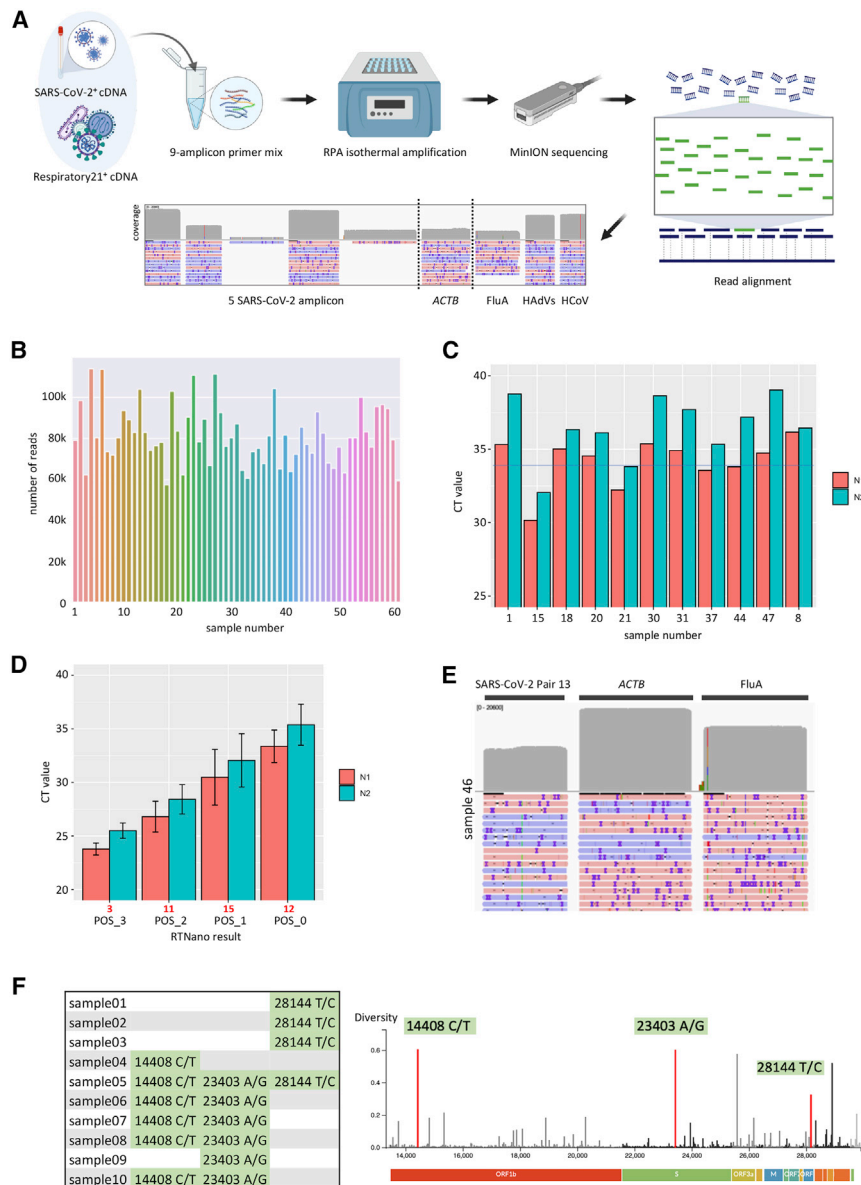 A
SARS-CoV-2⁺ cDNA
Respiratory21⁺ cDNA
9-amplicon primer mix
RPA isothermal amplification
MinION sequencing
Read alignment
coverage
5 SARS-CoV-2 amplicon
ACTB
FluA
HAdVs
HCoV
B
number of reads
100k
80k
60k
40k
20k
0
1 10 20 30 40 50 60
sample number
C
CT value
40
35
30
25
1 15 18 20 21 30 31 37 44 47 8
sample number
D
CT value
40
35
30
25
20
3 11 15 12
POS_3 POS_2 POS_1 POS_0
RTNano result
N1
N2
E
SARS-CoV-2 Pair 13
ACTB
FluA
[0 - 20600]
sample 46
F
sample01 28144 T/C
sample02 28144 T/C
sample03 28144 T/C
sample04 14408 C/T
sample05 14408 C/T 23403 A/G 28144 T/C
sample06 14408 C/T 23403 A/G
sample07 14408 C/T 23403 A/G
sample08 14408 C/T 23403 A/G
sample09 23403 A/G
sample10 14408 C/T 23403 A/G
Diversity
14408 C/T
23403 A/G
28144 T/C
0.6
0.4
0.2
0.0
14,000 16,000 18,000 20,000 22,000 24,000 26,000 28,000
ORF1b S ORF3a M